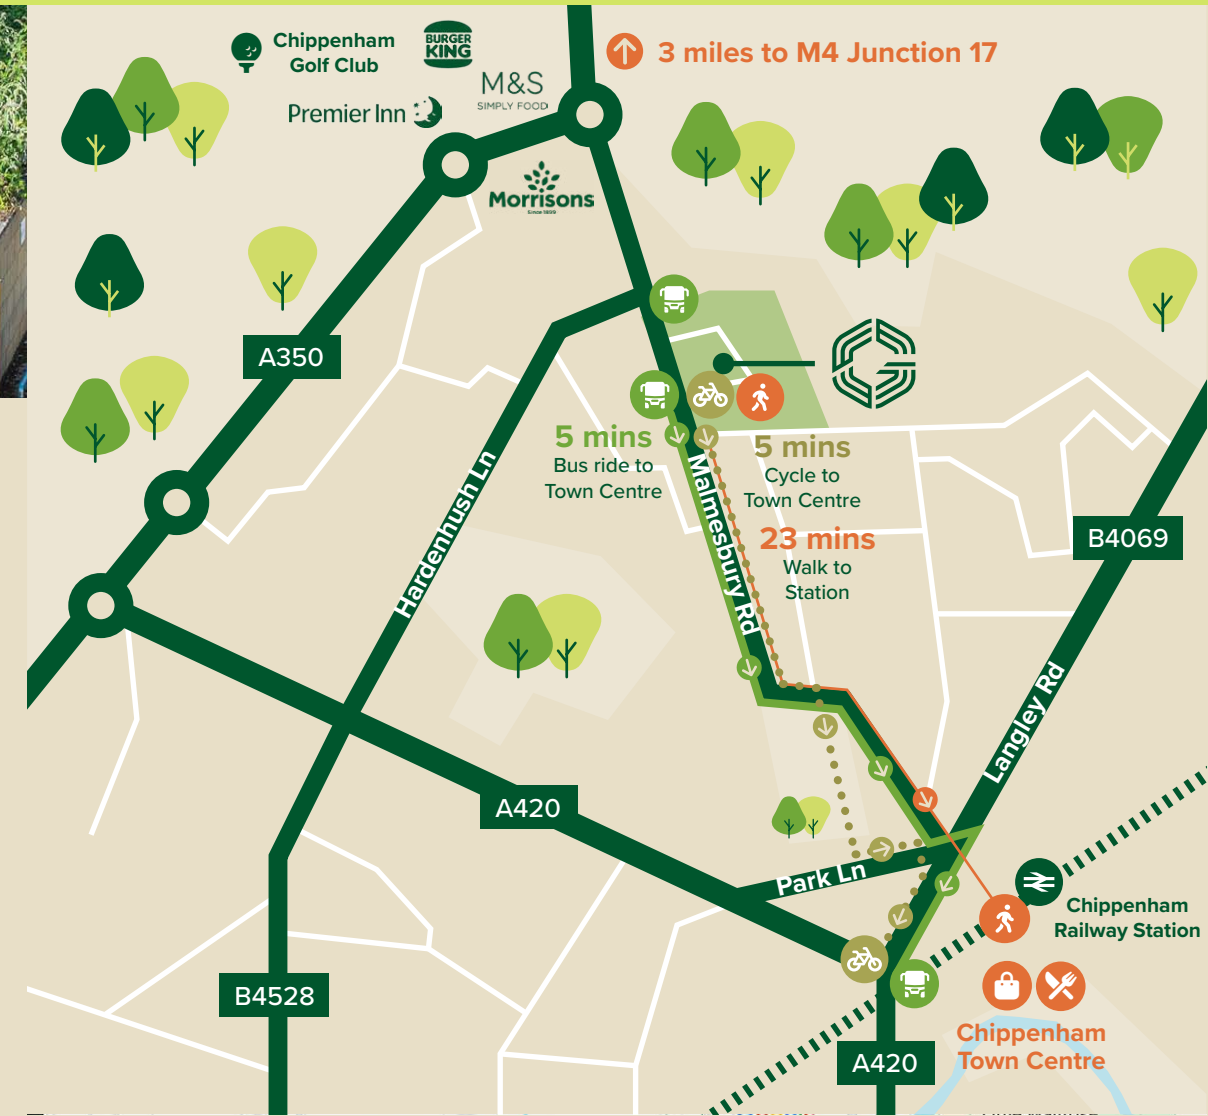 Chippenham
Golf Club
BURGER
KING
M&S
SIMPLY FOOD
Premier Inn
3 miles to M4 Junction 17
Morrisons
Since 1899
A350
5 mins
Bus ride to
Town Centre
5 mins
Cycle to
Town Centre
23 mins
Walk to
Station
Hardenhush Ln
Malmesbury Rd
B4069
Langley Rd
A420
Park Ln
Chippenham
Railway Station
B4528
A420
Chippenham
Town Centre